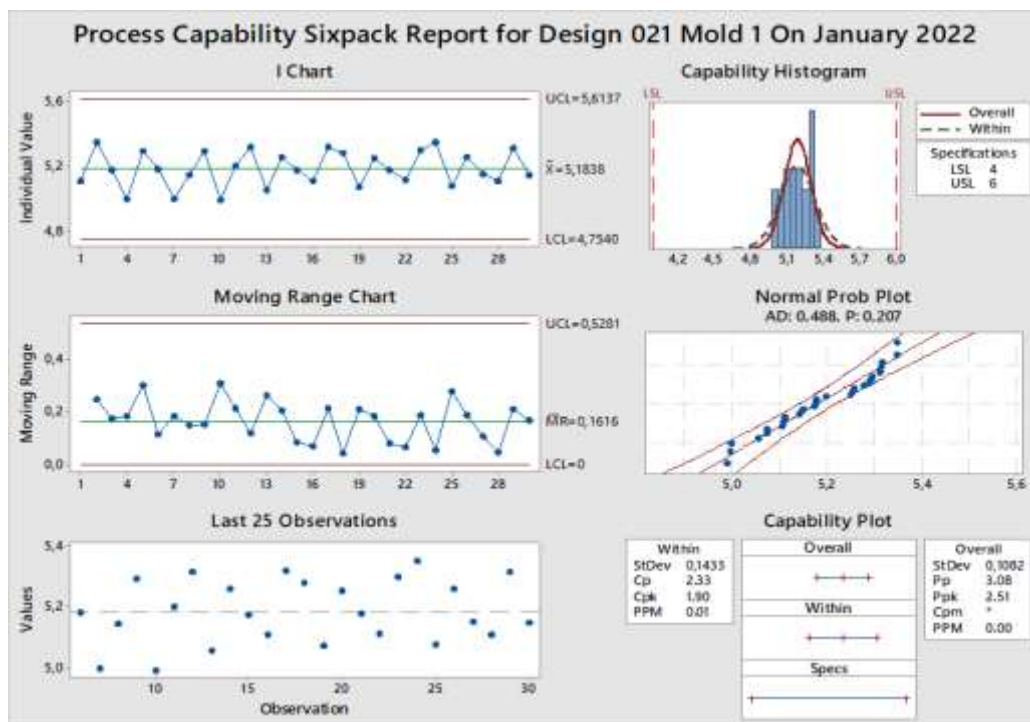 Process Capability Sixpack Report for Design 021 Mold 1 On January 2022
I Chart
Individual Value
5,6
5,2
4,8
1 4 7 10 13 16 19 22 25 28
UCL=5,6137
X̄=5,1838
LCL=4,7540
Capability Histogram
LSL USL
4,2 4,5 4,8 5,1 5,4 5,7 6,0
Overall
Within
Specifications
LSL 4
USL 6
Moving Range Chart
Moving Range
0,4
0,2
0,0
1 4 7 10 13 16 19 22 25 28
UCL=0,5281
M̄R̄=0,1616
LCL=0
Normal Prob Plot
AD: 0.488, P: 0.207
5,0 5,2 5,4 5,6
Last 25 Observations
Values
5,4
5,2
5,0
10 15 20 25 30
Observation
Capability Plot
Within
StDev 0,1433
Cp 2.33
Cpk 1.90
PPM 0.01
Overall
Within
Specs
Overall
StDev 0,1082
Pp 3.08
Ppk 2.51
Cpm *
PPM 0.00